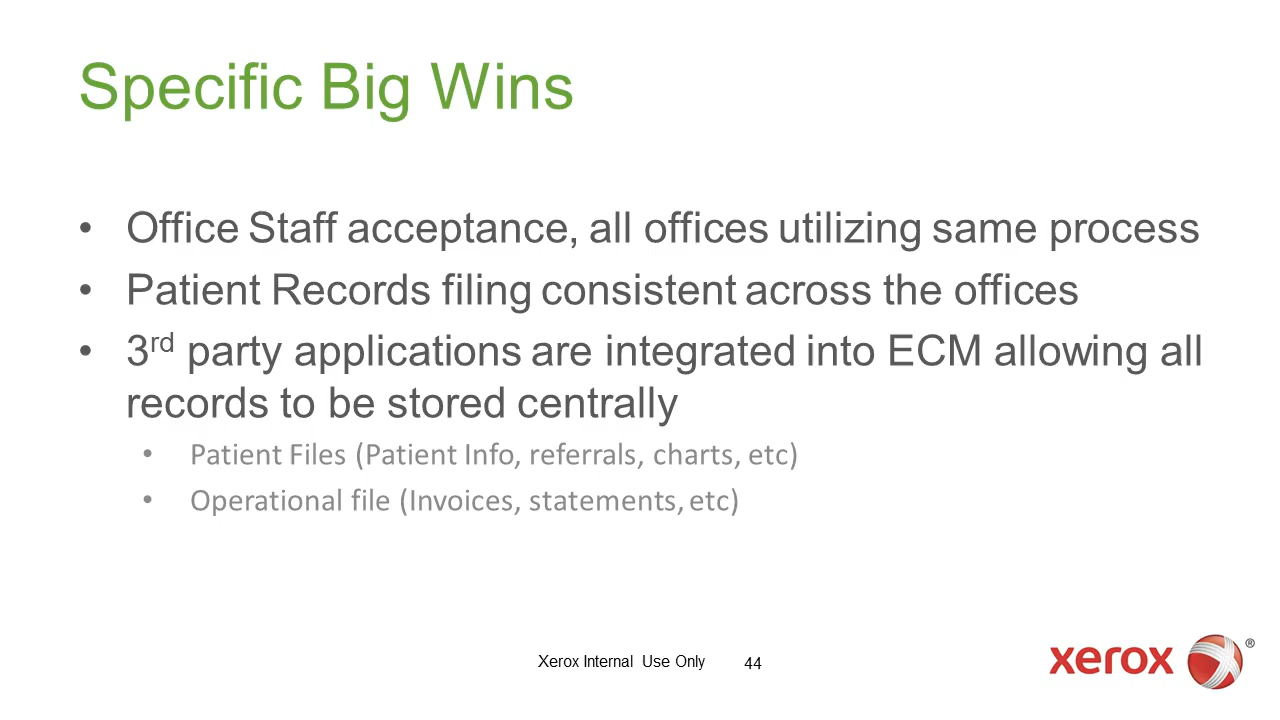 Specific Big Wins
• Office Staff acceptance, all offices utilizing same process
• Patient Records filing consistent across the offices
• 3rd party applications are integrated into ECM allowing all
records to be stored centrally
• Patient Files (Patient Info, referrals, charts, etc)
• Operational file (Invoices, statements, etc)
Xerox Internal Use Only 44
xerox ®